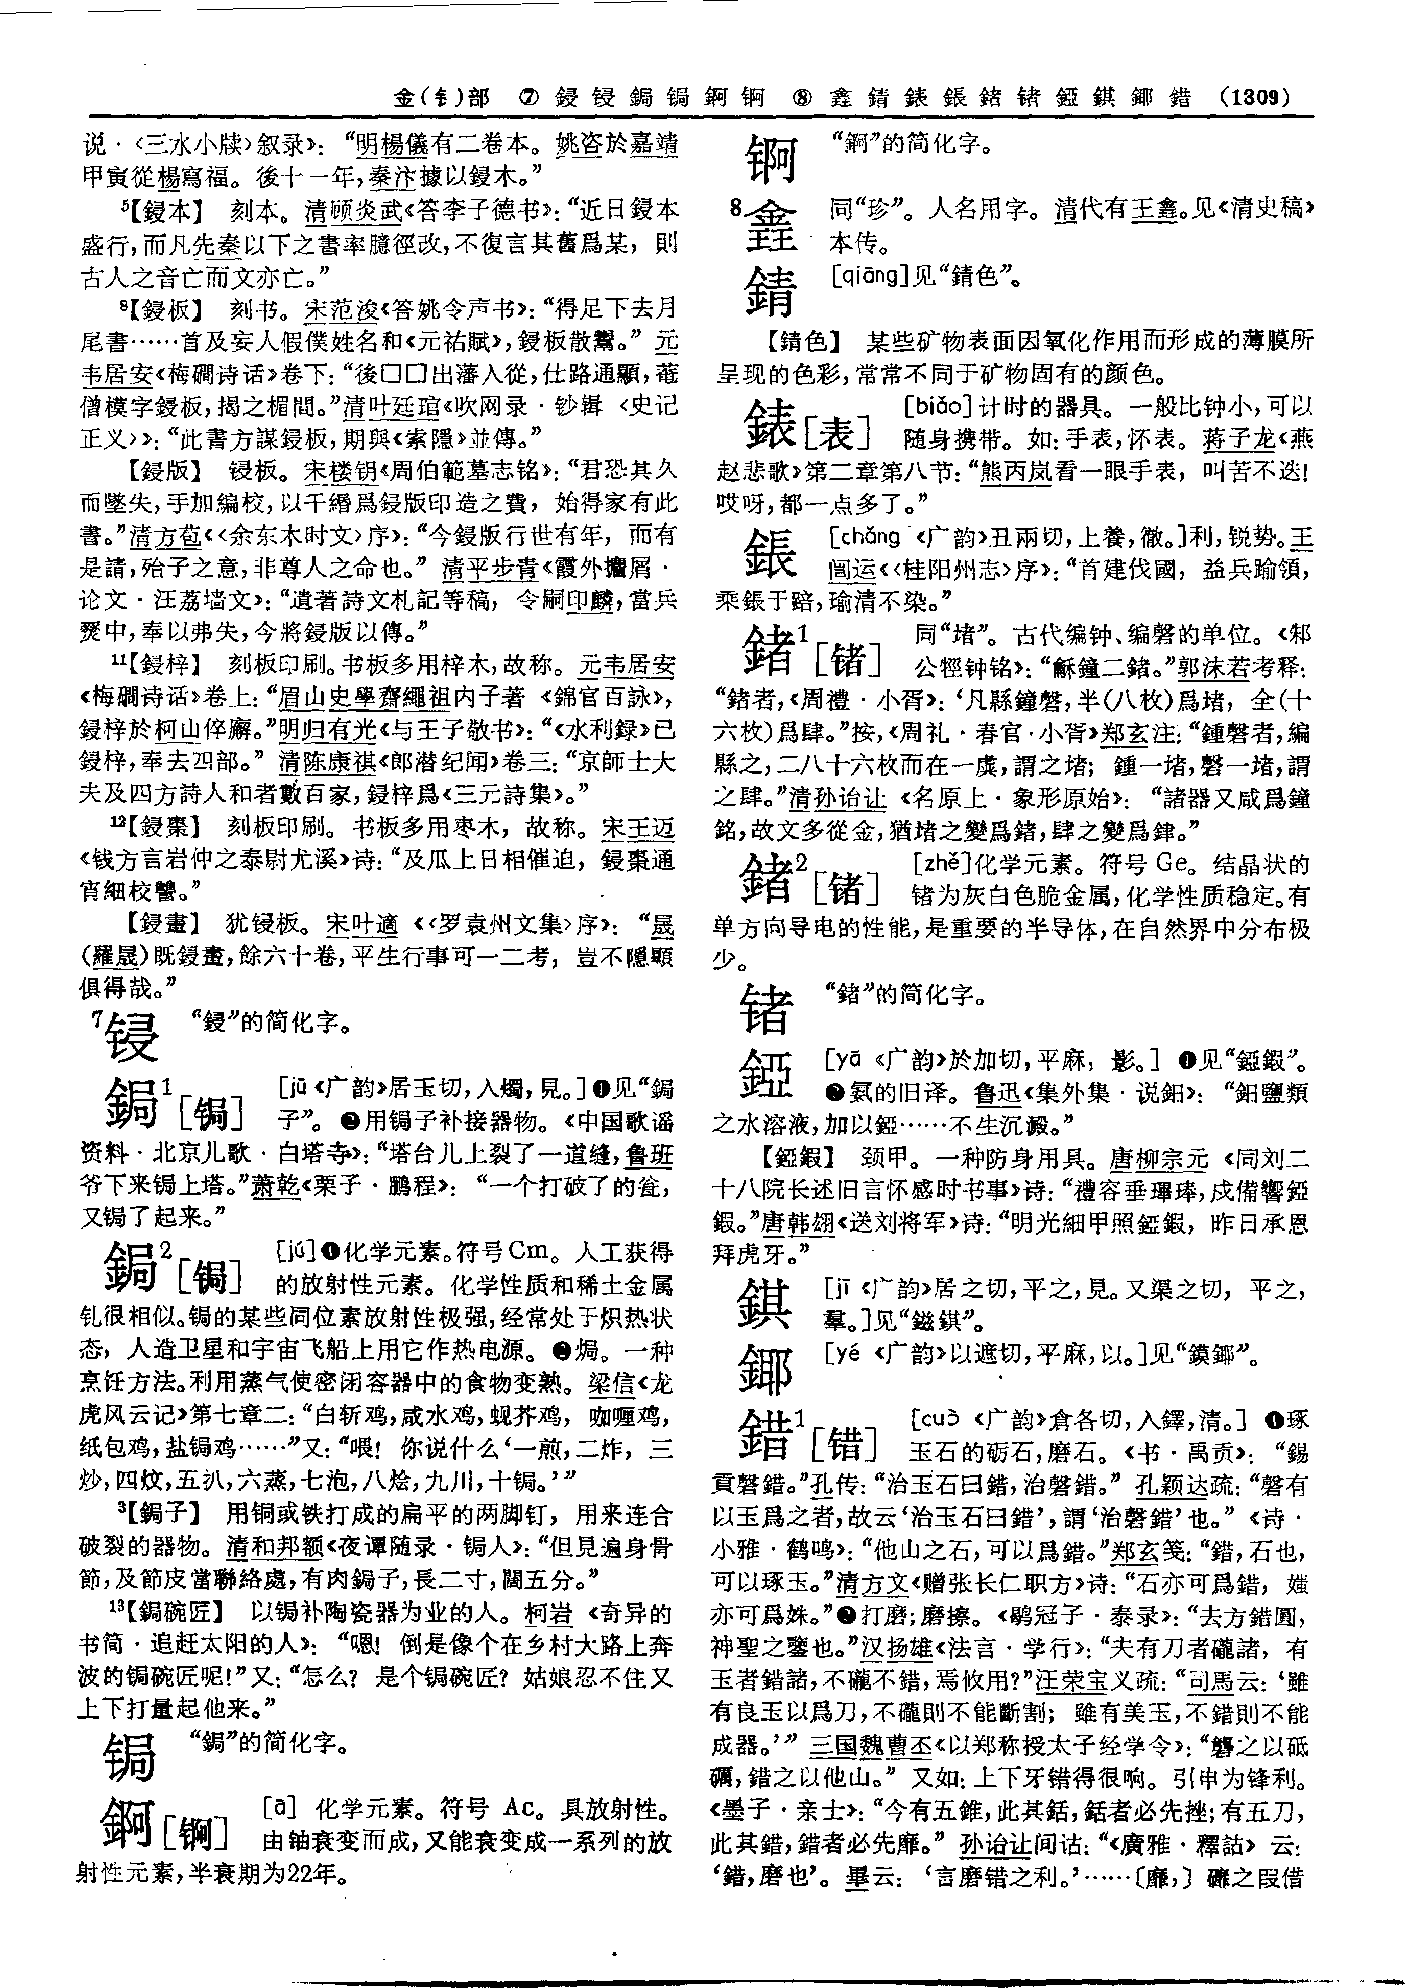 金(钅)部 ⑦ 鋟 锓 鋦 锔 錒 锕 ⑧ 鑫 錆 錶 鋹 鍺 锗 錏 錤 鎁 錯 (1309)
说·〈三水小牍〉叙录》：“明楊儀有二卷本。姚咨於嘉靖
甲寅從楊寫福。後十一年，秦汴據以鋟木。”
⁵【鋟本】 刻本。清顾炎武《答李子德书》：“近日鋟本
盛行，而凡先秦以下之書率臆徑改，不復言其舊爲某，則
古人之音亡而文亦亡。”
⁸【鋟板】 刻书。宋范浚《答姚令声书》：“得足下去月
尾書……首及妄人假僕姓名和《元祐賦》，鋟板散鬻。” 元
韦居安《梅磵诗话》卷下：“後囗囗出藩入從，仕路通顯，菴
僧模字鋟板，揭之楣間。”清叶廷琯《吹网录·钞辑〈史记
正义〉》：“此書方謀鋟板，期與《索隱》並傳。”
【鋟版】 锓板。宋楼钥《周伯範墓志铭》：“君恐其久
而墜失，手加編校，以千緡爲鋟版印造之費，始得家有此
書。”清方苞《〈余东木时文〉序》：“今鋟版行世有年，而有
是請，殆子之意，非尊人之命也。” 清平步青《霞外攟屑·
论文·汪荔墙文》：“遺著詩文札記等稿，令嗣印麟，當兵
燹中，奉以弗失，今將鋟版以傳。”
¹¹【鋟梓】 刻板印刷。书板多用梓木，故称。元韦居安
《梅磵诗话》卷上：“眉山史學齋繩祖内子著《錦官百詠》，
鋟梓於柯山倅廨。”明归有光《与王子敬书》：“《水利録》已
鋟梓，奉去四部。” 清陈康祺《郎潜纪闻》卷三：“京師士大
夫及四方詩人和者數百家，鋟梓爲《三元詩集》。”
¹²【鋟棗】 刻板印刷。书板多用枣木，故称。宋王迈
《钱方言岩仲之泰尉尤溪》诗：“及瓜上日相催迫，鋟棗通
宵細校讐。”
【鋟畫】 犹锓板。宋叶適《〈罗袁州文集〉序》：“晟
(羅晟)既鋟畫，餘六十卷，平生行事可一二考，豈不隱顯
俱得哉。”
⁷锓 “鋟”的简化字。
鋦¹[锔] [jū《广韵》居玉切，入燭，見。]❶见“鋦
子”。❷用锔子补接器物。《中国歌谣
资料·北京儿歌·白塔寺》：“塔台儿上裂了一道缝，鲁班
爷下来锔上塔。”萧乾《栗子·鹏程》：“一个打破了的瓮，
又锔了起来。”
鋦²[锔] [jú]❶化学元素。符号Cm。人工获得
的放射性元素。化学性质和稀土金属
钆很相似。锔的某些同位素放射性极强，经常处于炽热状
态，人造卫星和宇宙飞船上用它作热电源。❷焗。一种
烹饪方法。利用蒸气使密闭容器中的食物变熟。梁信《龙
虎风云记》第七章二：“白斩鸡，咸水鸡，蚬芥鸡，咖喱鸡，
纸包鸡，盐锔鸡……”又：“喂！你说什么‘一煎，二炸，三
炒，四炆，五扒，六蒸，七泡，八烩，九川，十锔。’”
³【鋦子】 用铜或铁打成的扁平的两脚钉，用来连合
破裂的器物。清和邦额《夜谭随录·锔人》：“但見遍身骨
節，及節皮當聯絡處，有肉鋦子，長二寸，闊五分。”
¹³【鋦碗匠】 以锔补陶瓷器为业的人。柯岩《奇异的
书简·追赶太阳的人》：“嗯！倒是像个在乡村大路上奔
波的锔碗匠呢！”又：“怎么？是个锔碗匠？姑娘忍不住又
上下打量起他来。”
锔 “鋦”的简化字。
錒[锕] [ā] 化学元素。符号 Ac。具放射性。
由铀衰变而成，又能衰变成一系列的放
射性元素，半衰期为22年。
锕 “錒”的简化字。
⁸鑫 同“珍”。人名用字。清代有王鑫。见《清史稿》
本传。
錆 [qiāng]见“錆色”。
【錆色】 某些矿物表面因氧化作用而形成的薄膜所
呈现的色彩，常常不同于矿物固有的颜色。
錶[表] [biǎo]计时的器具。一般比钟小，可以
随身携带。如：手表，怀表。蒋子龙《燕
赵悲歌》第二章第八节：“熊丙岚看一眼手表，叫苦不迭！
哎呀，都一点多了。”
鋹 [chǎng《广韵》丑兩切，上養，徹。]利，锐势。王
闿运《〈桂阳州志〉序》：“首建伐國，益兵踰領，
乘鋹于踣，瑜清不染。”
鍺¹[锗] 同“堵”。古代编钟、编磬的单位。《邾
公牼钟铭》：“龢鐘二鍺。”郭沫若考释：
“鍺者，《周禮·小胥》：‘凡縣鐘磬，半(八枚)爲堵，全(十
六枚)爲肆。”按，《周礼·春官·小胥》郑玄注：“鍾磬者，編
縣之，二八十六枚而在一虡，謂之堵；鍾一堵，磬一堵，謂
之肆。”清孙诒让《名原上·象形原始》：“諸器又咸爲鐘
銘，故文多從金，猶堵之變爲鍺，肆之變爲銉。”
鍺²[锗] [zhě]化学元素。符号 Ge。结晶状的
锗为灰白色脆金属，化学性质稳定。有
单方向导电的性能，是重要的半导体，在自然界中分布极
少。
锗 “鍺”的简化字。
錏 [yā《广韵》於加切，平麻，影。] ❶见“錏鍜”。
❷氨的旧译。鲁迅《集外集·说鈤》：“鈤鹽類
之水溶液，加以錏……不生沉澱。”
【錏鍜】 颈甲。一种防身用具。唐柳宗元《同刘二
十八院长述旧言怀感时书事》诗：“禮容垂琫琫，戍備響錏
鍜。”唐韩翃《送刘将军》诗：“明光細甲照錏鍜，昨日承恩
拜虎牙。”
錤 [jī《广韵》居之切，平之，見。又渠之切，平之，
羣。]见“鎡錤”。
鎁 [yé《广韵》以遮切，平麻，以。]见“鏌鎁”。
錯¹[错] [cuò《广韵》倉各切，入鐸，清。] ❶琢
玉石的砺石，磨石。《书·禹贡》：“錫
貢磬錯。”孔传：“治玉石曰錯，治磬錯。” 孔颖达疏：“磬有
以玉爲之者，故云‘治玉石曰錯’，謂‘治磬錯’也。”《诗·
小雅·鹤鸣》：“他山之石，可以爲錯。”郑玄笺：“錯，石也，
可以琢玉。”清方文《赠张长仁职方》诗：“石亦可爲錯，媸
亦可爲姝。”❷打磨；磨擦。《鹖冠子·泰录》：“去方錯圓，
神聖之鑒也。”汉扬雄《法言·学行》：“夫有刀者礲諸，有
玉者錯諸，不礲不錯，焉攸用？”汪荣宝义疏：“司馬云：‘雖
有良玉以爲刀，不礲則不能斷割；雖有美玉，不錯則不能
成器。’” 三国魏曹丕《以郑称授太子经学令》：“礱之以砥
礪，錯之以他山。” 又如：上下牙错得很响。引申为锋利。
《墨子·亲士》：“今有五錐，此其銛，銛者必先挫；有五刀，
此其錯，錯者必先靡。” 孙诒让间诂：“《廣雅·釋詁》云：
‘錯，磨也’。畢云：‘言磨错之利。’……〔靡，〕䃺之叚借